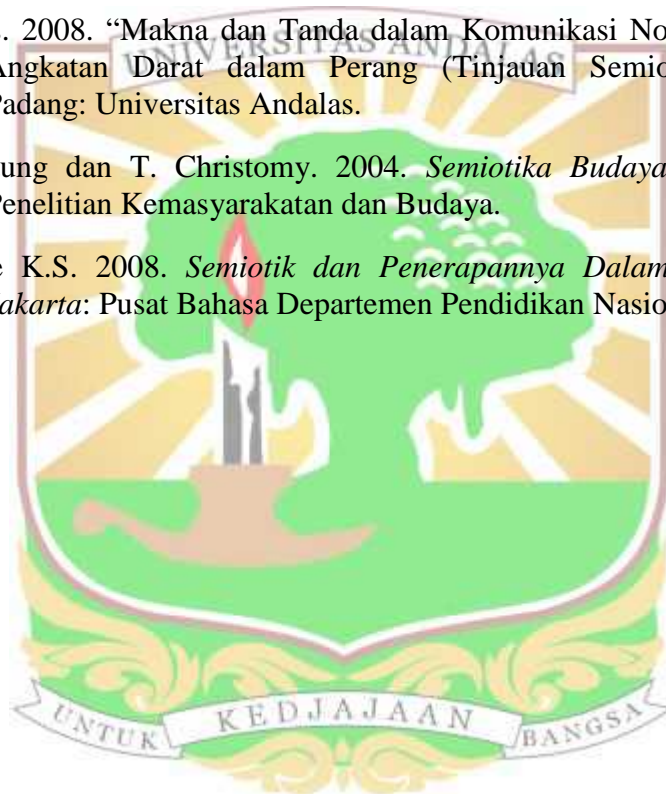 . 2008. “Makna dan Tanda dalam Komunikasi No
Angkatan Darat dalam Perang (Tinjauan Semio
Padang: Universitas Andalas.
ung dan T. Christomy. 2004. Semiotika Budaya
Penelitian Kemasyarakatan dan Budaya.
K.S. 2008. Semiotik dan Penerapannya Dalam
akarta: Pusat Bahasa Departemen Pendidikan Nasio
UNIVERSITAS ANDALAS
UNTUK KEDJAJAAN BANGSA